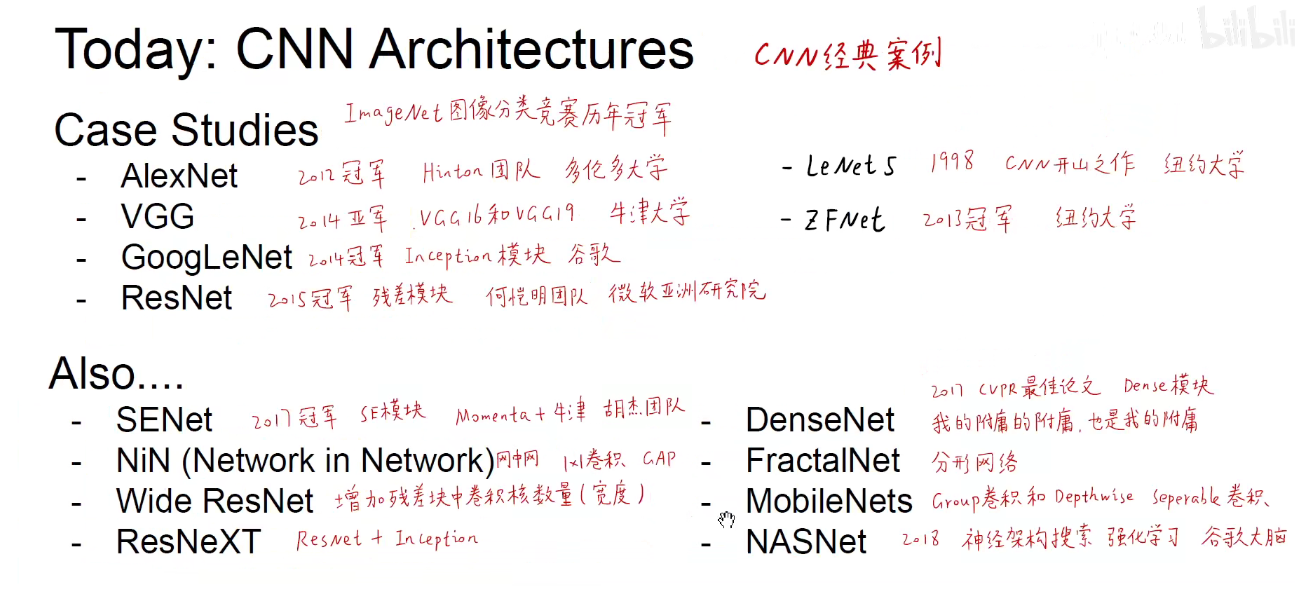 Today: CNN Architectures
CNN经典案例
bilibili
Case Studies
ImageNet图像分类竞赛历年冠军
- AlexNet 2012冠军 Hinton团队 多伦多大学
- VGG 2014亚军 VGG16和VGG19 牛津大学
- GoogLeNet 2014冠军 Inception模块 谷歌
- ResNet 2015冠军 残差模块 何恺明团队 微软亚洲研究院
- LeNet5 1998 CNN开山之作 纽约大学
- ZFNet 2013冠军 纽约大学
Also....
- SENet 2017冠军 SE模块 Momenta+牛津 胡杰团队
- NiN (Network in Network) 网中网 1x1卷积、GAP
- Wide ResNet 增加残差块中卷积核数量(宽度)
- ResNeXT ResNet + Inception
2017 CVPR最佳论文 Dense模块
- DenseNet 我的附庸的附庸,也是我的附庸
- FractalNet 分形网络
- MobileNets Group卷积和Depthwise Seperable卷积、
- NASNet 2018 神经架构搜索 强化学习 谷歌大脑